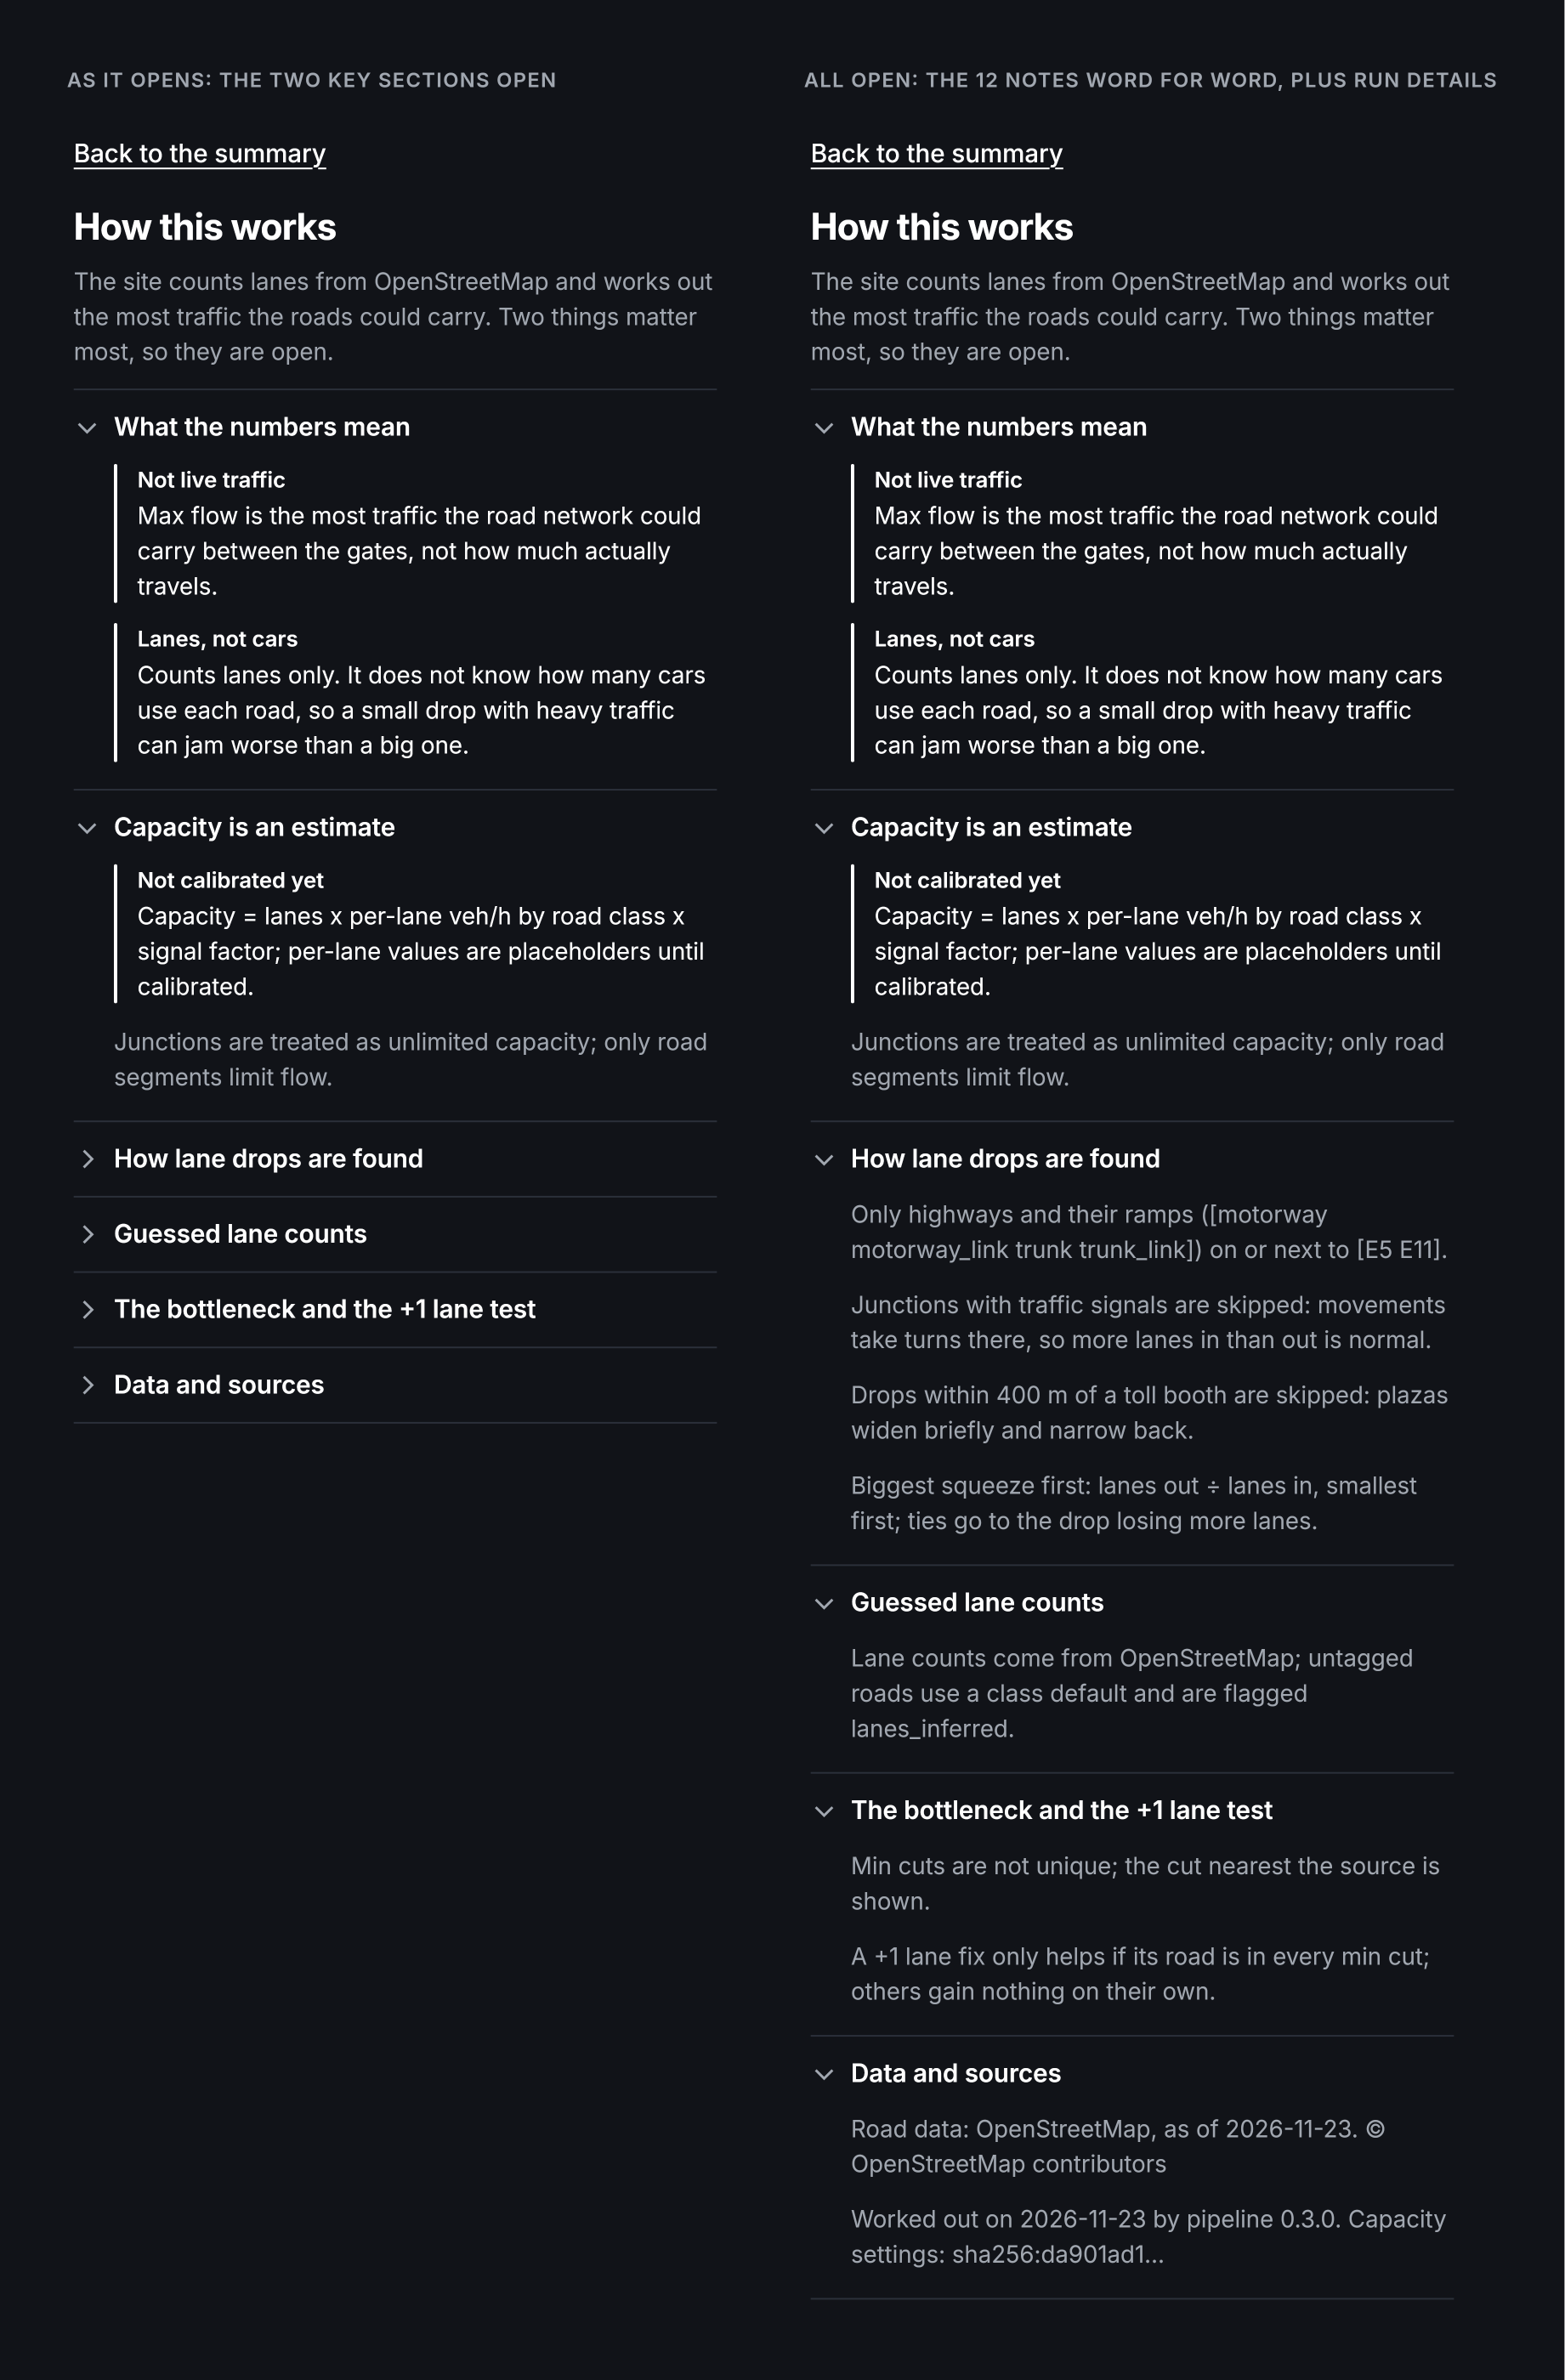 AS IT OPENS: THE TWO KEY SECTIONS OPEN
Back to the summary
How this works
The site counts lanes from OpenStreetMap and works out
the most traffic the roads could carry. Two things matter
most, so they are open.
What the numbers mean
Not live traffic
Max flow is the most traffic the road network could
carry between the gates, not how much actually
travels.
Lanes, not cars
Counts lanes only. It does not know how many cars
use each road, so a small drop with heavy traffic
can jam worse than a big one.
Capacity is an estimate
Not calibrated yet
Capacity = lanes x per-lane veh/h by road class x
signal factor; per-lane values are placeholders until
calibrated.
Junctions are treated as unlimited capacity; only road
segments limit flow.
How lane drops are found
Guessed lane counts
The bottleneck and the +1 lane test
Data and sources
ALL OPEN: THE 12 NOTES WORD FOR WORD, PLUS RUN DETAILS
Back to the summary
How this works
The site counts lanes from OpenStreetMap and works out
the most traffic the roads could carry. Two things matter
most, so they are open.
What the numbers mean
Not live traffic
Max flow is the most traffic the road network could
carry between the gates, not how much actually
travels.
Lanes, not cars
Counts lanes only. It does not know how many cars
use each road, so a small drop with heavy traffic
can jam worse than a big one.
Capacity is an estimate
Not calibrated yet
Capacity = lanes x per-lane veh/h by road class x
signal factor; per-lane values are placeholders until
calibrated.
Junctions are treated as unlimited capacity; only road
segments limit flow.
How lane drops are found
Only highways and their ramps ([motorway
motorway_link trunk trunk_link]) on or next to [E5 E11].
Junctions with traffic signals are skipped: movements
take turns there, so more lanes in than out is normal.
Drops within 400 m of a toll booth are skipped: plazas
widen briefly and narrow back.
Biggest squeeze first: lanes out ÷ lanes in, smallest
first; ties go to the drop losing more lanes.
Guessed lane counts
Lane counts come from OpenStreetMap; untagged
roads use a class default and are flagged
lanes_inferred.
The bottleneck and the +1 lane test
Min cuts are not unique; the cut nearest the source is
shown.
A +1 lane fix only helps if its road is in every min cut;
others gain nothing on their own.
Data and sources
Road data: OpenStreetMap, as of 2026-11-23. ©
OpenStreetMap contributors
Worked out on 2026-11-23 by pipeline 0.3.0. Capacity
settings: sha256:da901ad1...